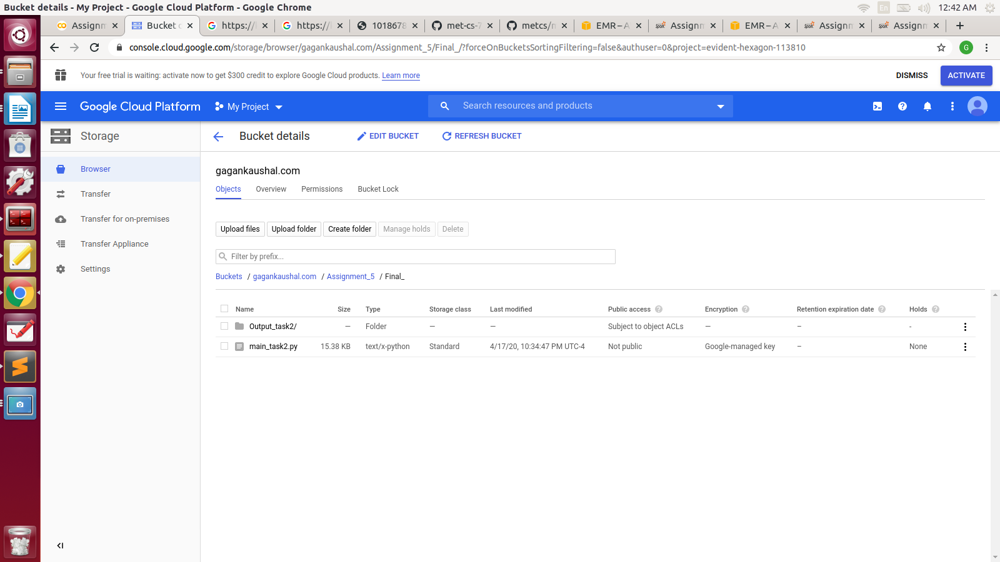 Bucket details - My Project - Google Cloud Platform - Google Chrome
En
12:42 AM
Assignm
Bucket
https://
https://
1018678
met-cs-7
metcs/
EMR – A
Assignm
EMR – A
Assignm
Assignm
console.cloud.google.com/storage/browser/gagankaushal.com/Assignment_5/Final_/?forceOnBucketsSortingFiltering=false&authuser=0&project=evident-hexagon-113810
G
Your free trial is waiting: activate now to get $300 credit to explore Google Cloud products. Learn more
DISMISS
ACTIVATE
Google Cloud Platform
My Project
Search resources and products
Storage
Bucket details
EDIT BUCKET
REFRESH BUCKET
Browser
Transfer
Transfer for on-premises
Transfer Appliance
Settings
gagankaushal.com
Objects Overview Permissions Bucket Lock
Upload files Upload folder Create folder Manage holds Delete
Filter by prefix...
Buckets / gagankaushal.com / Assignment_5 / Final_
Name Size Type Storage class Last modified Public access Encryption Retention expiration date Holds
Output_task2/ — Folder — — Subject to object ACLs — – -
main_task2.py 15.38 KB text/x-python Standard 4/17/20, 10:34:47 PM UTC-4 Not public Google-managed key – None